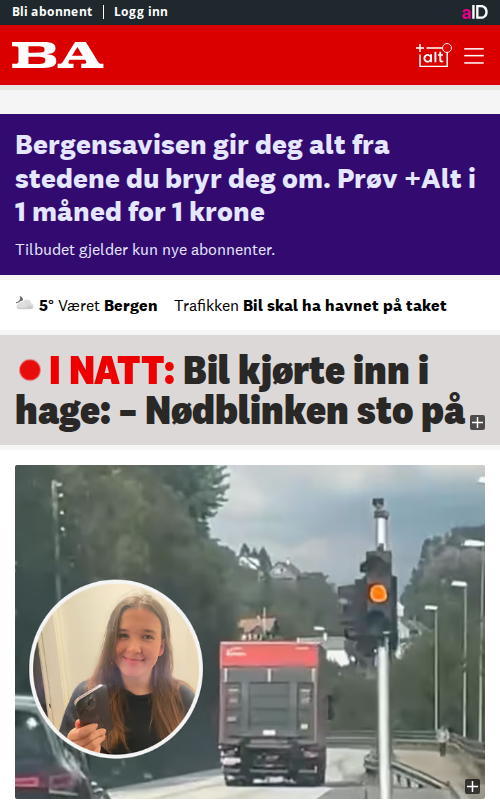 Bli abonnent | Logg inn
aID
BA
+alt
Bergensavisen gir deg alt fra
stedene du bryr deg om. Prøv +Alt i
1 måned for 1 krone
Tilbudet gjelder kun nye abonnenter.
5° Været Bergen Trafikken Bil skal ha havnet på taket
I NATT: Bil kjørte inn i
hage: – Nødblinken sto på